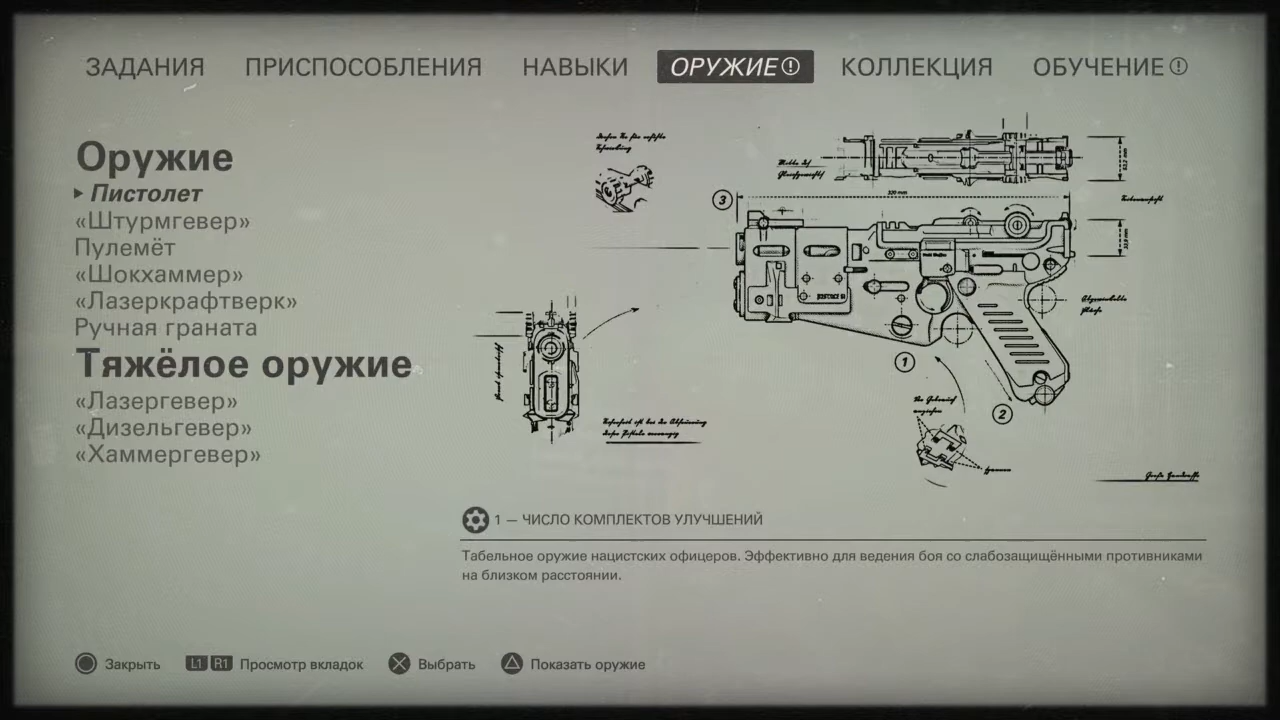 ЗАДАНИЯ ПРИСПОСОБЛЕНИЯ НАВЫКИ ОРУЖИЕ КОЛЛЕКЦИЯ ОБУЧЕНИЕ
Оружие
Пистолет
«Штурмгевер»
Пулемёт
«Шокхаммер»
«Лазеркрафтверк»
Ручная граната
Тяжёлое оружие
«Лазергевер»
«Дизельгевер»
«Хаммергевер»
3
1
2
1 — ЧИСЛО КОМПЛЕКТОВ УЛУЧШЕНИЙ
Табельное оружие нацистских офицеров. Эффективно для ведения боя со слабозащищёнными противниками
на близком расстоянии.
Закрыть L1 R1 Просмотр вкладок Выбрать Показать оружие